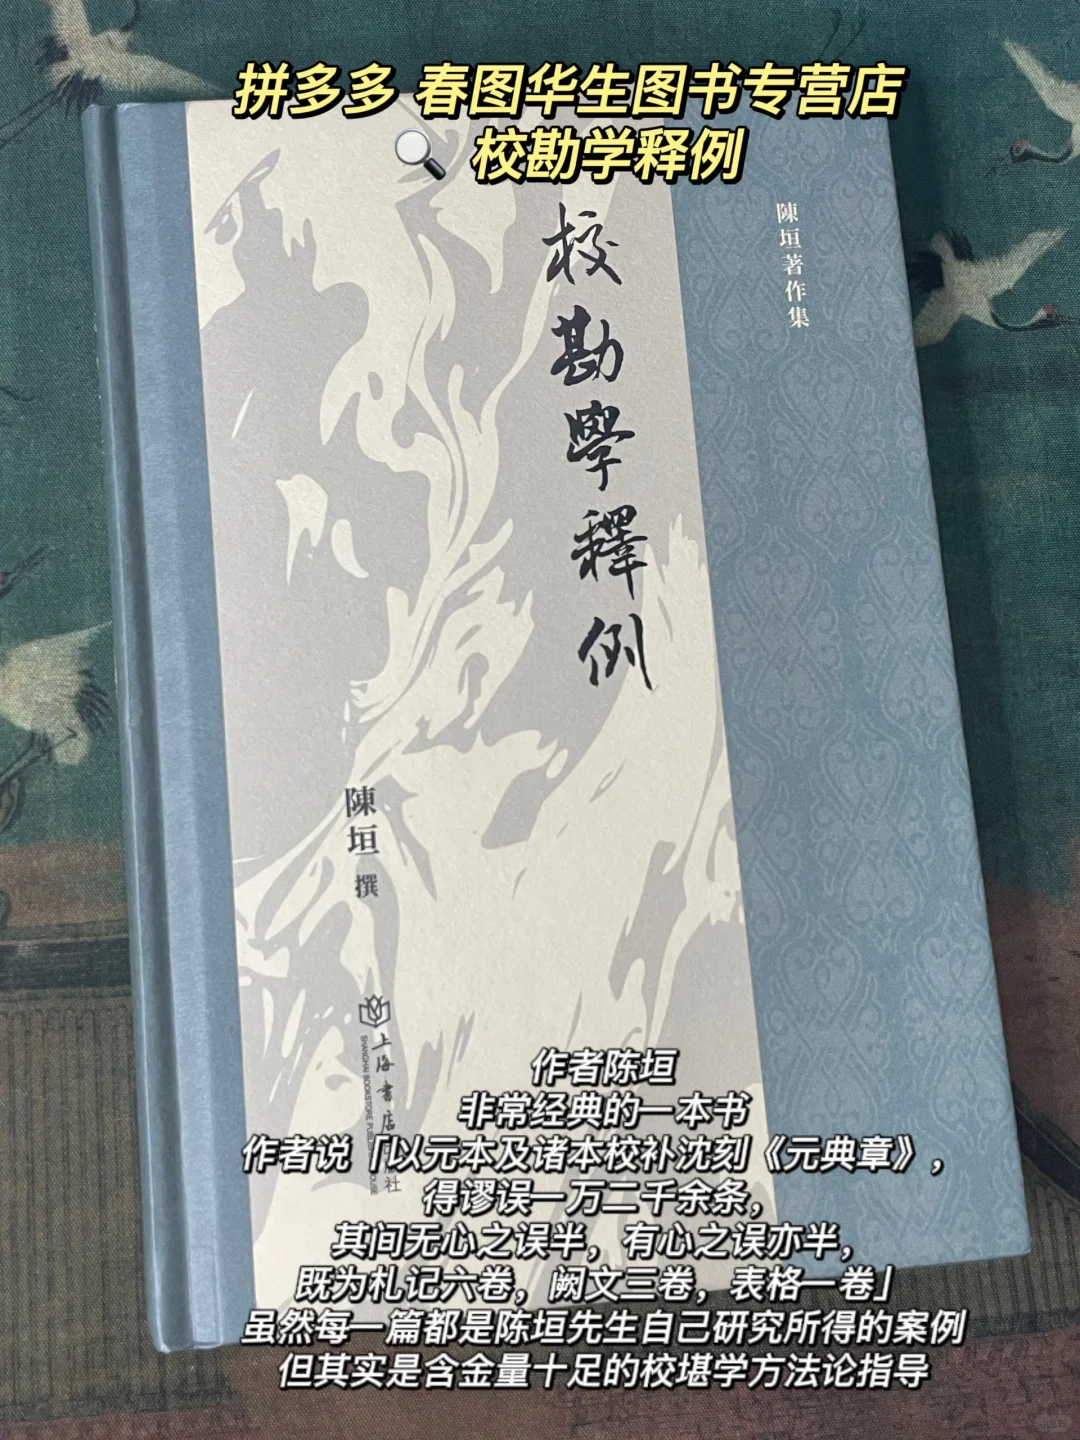 拼多多 春图华生图书专营店
校勘学释例
陳垣著作集
校勘學釋例
陳垣 撰
上海書店
社
SHANGHAI BOOKSTORE PUBLISHING HOUSE
作者陈垣
非常经典的一本书
作者说「以元本及诸本校补沈刻《元典章》，
得谬误一万二千余条，
其间无心之误半，有心之误亦半，
既为札记六卷，阙文三卷，表格一卷」
虽然每一篇都是陈垣先生自己研究所得的案例
但其实是含金量十足的校堪学方法论指导